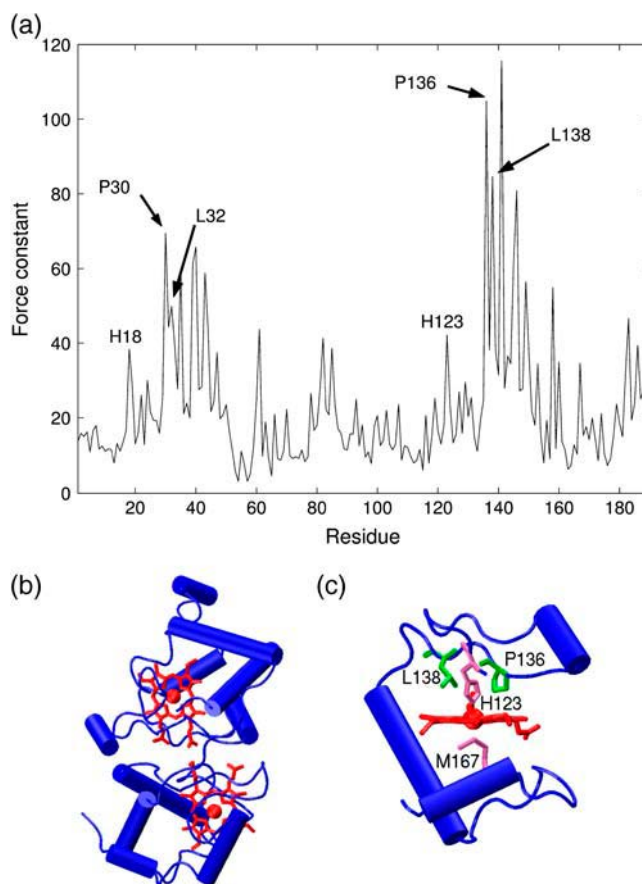 (a)
120
100
80
60
40
20
0
Force constant
P30
L32
H18
P136
L138
H123
20 40 60 80 100 120 140 160 180
Residue
(b)
(c)
L138
P136
H123
M167